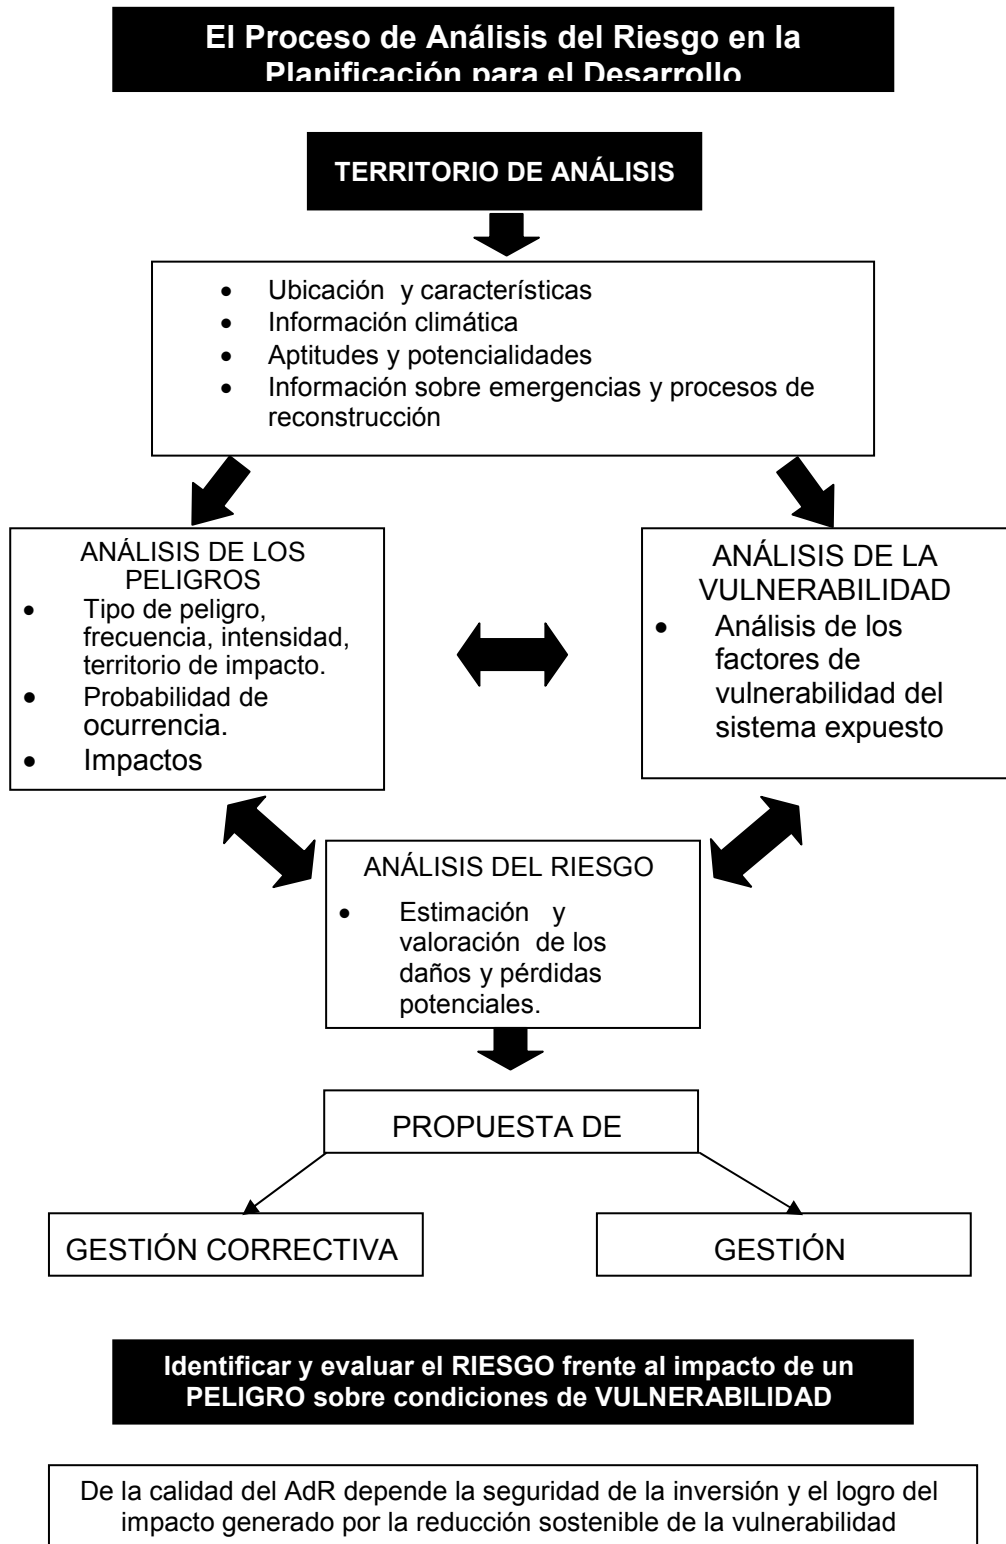 El Proceso de Análisis del Riesgo en la
Planificación para el Desarrollo
TERRITORIO DE ANÁLISIS
• Ubicación y características
• Información climática
• Aptitudes y potencialidades
• Información sobre emergencias y procesos de
reconstrucción
ANÁLISIS DE LOS
PELIGROS
• Tipo de peligro,
frecuencia, intensidad,
territorio de impacto.
• Probabilidad de
ocurrencia.
• Impactos
ANÁLISIS DE LA
VULNERABILIDAD
• Análisis de los
factores de
vulnerabilidad del
sistema expuesto
ANÁLISIS DEL RIESGO
• Estimación y
valoración de los
daños y pérdidas
potenciales.
PROPUESTA DE
GESTIÓN CORRECTIVA
GESTIÓN
Identificar y evaluar el RIESGO frente al impacto de un
PELIGRO sobre condiciones de VULNERABILIDAD
De la calidad del AdR depende la seguridad de la inversión y el logro del
impacto generado por la reducción sostenible de la vulnerabilidad